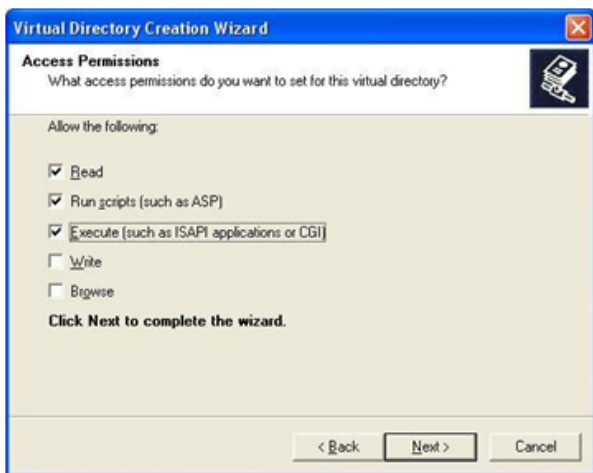 Virtual Directory Creation Wizard
Access Permissions
What access permissions do you want to set for this virtual directory?
Allow the following:
Read
Run scripts (such as ASP)
Execute (such as ISAPI applications or CGI)
Write
Browse
Click Next to complete the wizard.
< Back
Next >
Cancel